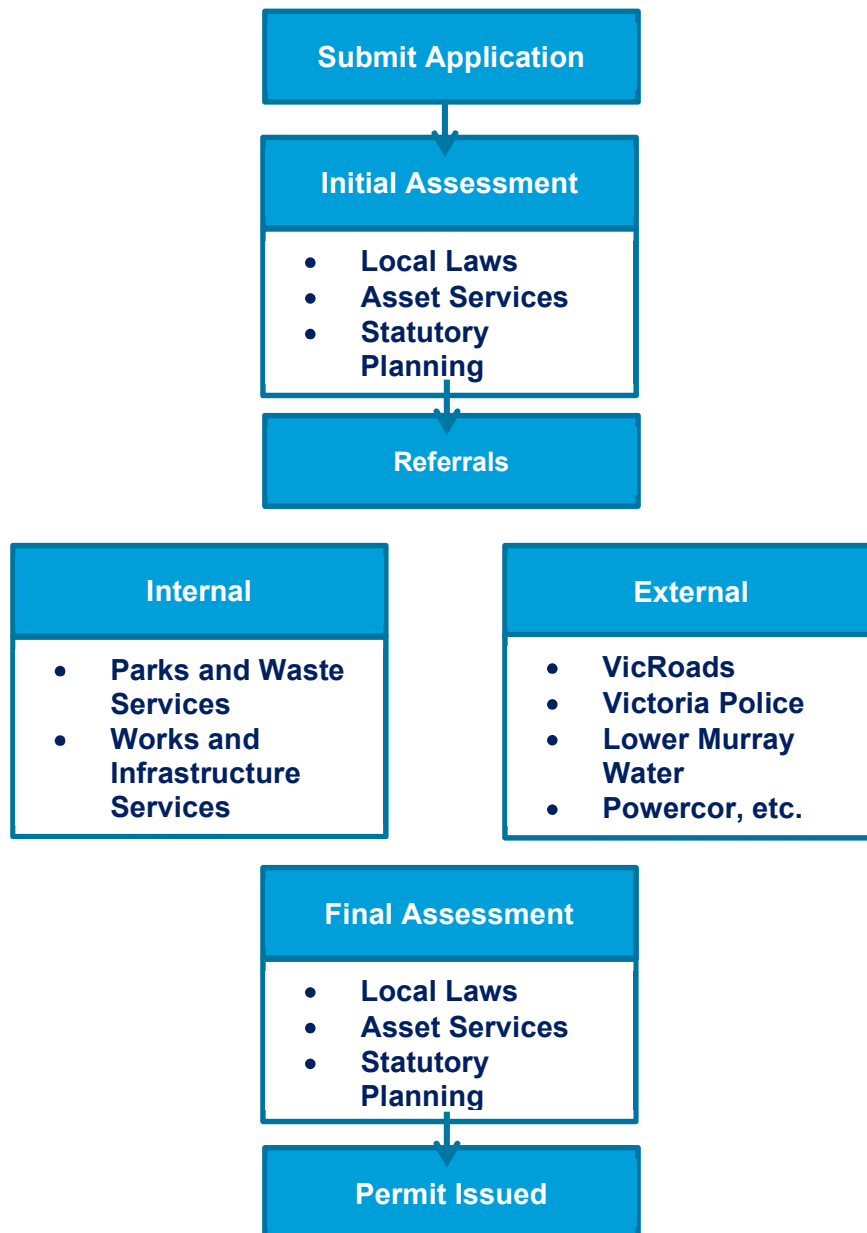 Submit Application
Initial Assessment
• Local Laws
• Asset Services
• Statutory
Planning
Referrals
Internal
• Parks and Waste
Services
• Works and
Infrastructure
Services
External
• VicRoads
• Victoria Police
• Lower Murray
Water
• Powercor, etc.
Final Assessment
• Local Laws
• Asset Services
• Statutory
Planning
Permit Issued